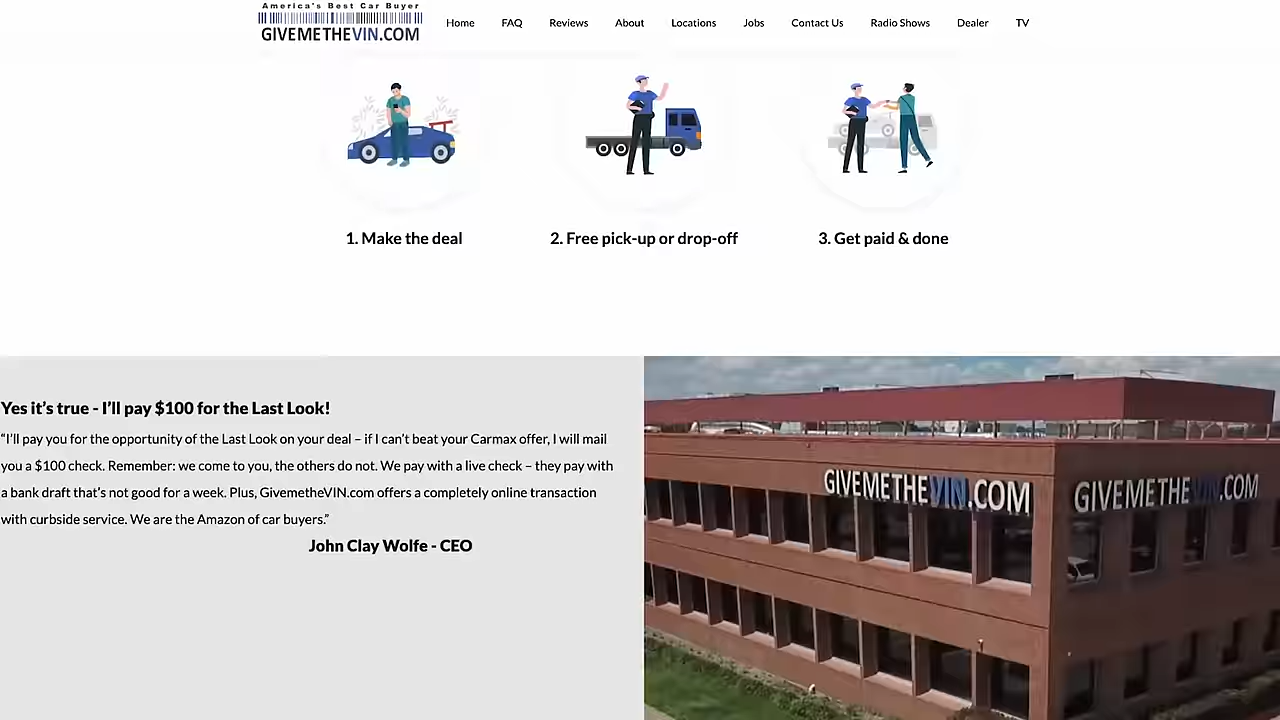 America's Best Car Buyer
GIVEMETHEVIN.COM
Home FAQ Reviews About Locations Jobs Contact Us Radio Shows Dealer TV
1. Make the deal
2. Free pick-up or drop-off
3. Get paid & done
Yes it’s true - I’ll pay $100 for the Last Look!
“I’ll pay you for the opportunity of the Last Look on your deal – if I can’t beat your Carmax offer, I will mail
you a $100 check. Remember: we come to you, the others do not. We pay with a live check – they pay with
a bank draft that’s not good for a week. Plus, GivemetheVIN.com offers a completely online transaction
with curbside service. We are the Amazon of car buyers.”
John Clay Wolfe - CEO
GIVEMETHEVIN.COM
GIVEMETHEVIN.COM